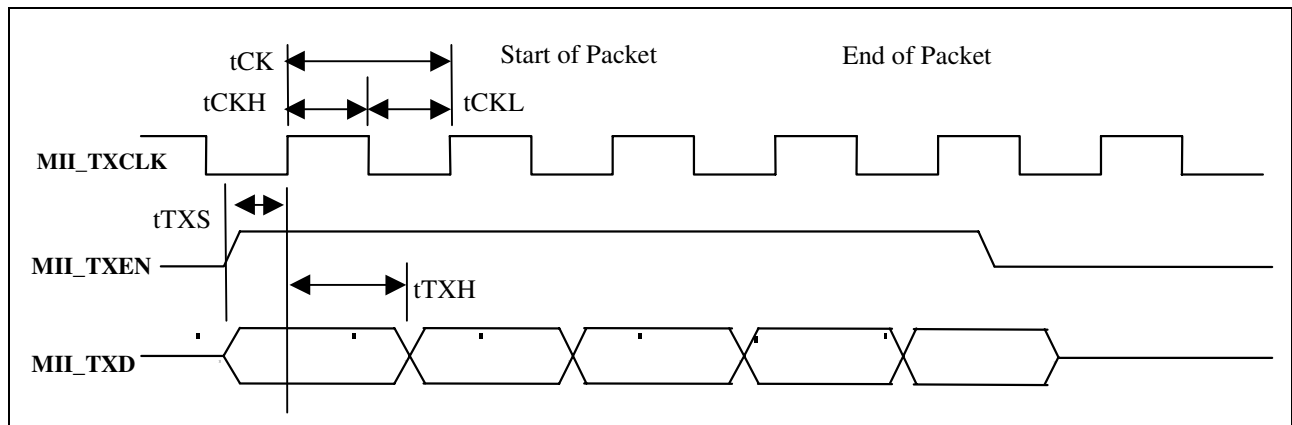 tCK Start of Packet End of Packet
tCKH tCKL
MII_TXCLK
tTXS
MII_TXEN
tTXH
MII_TXD